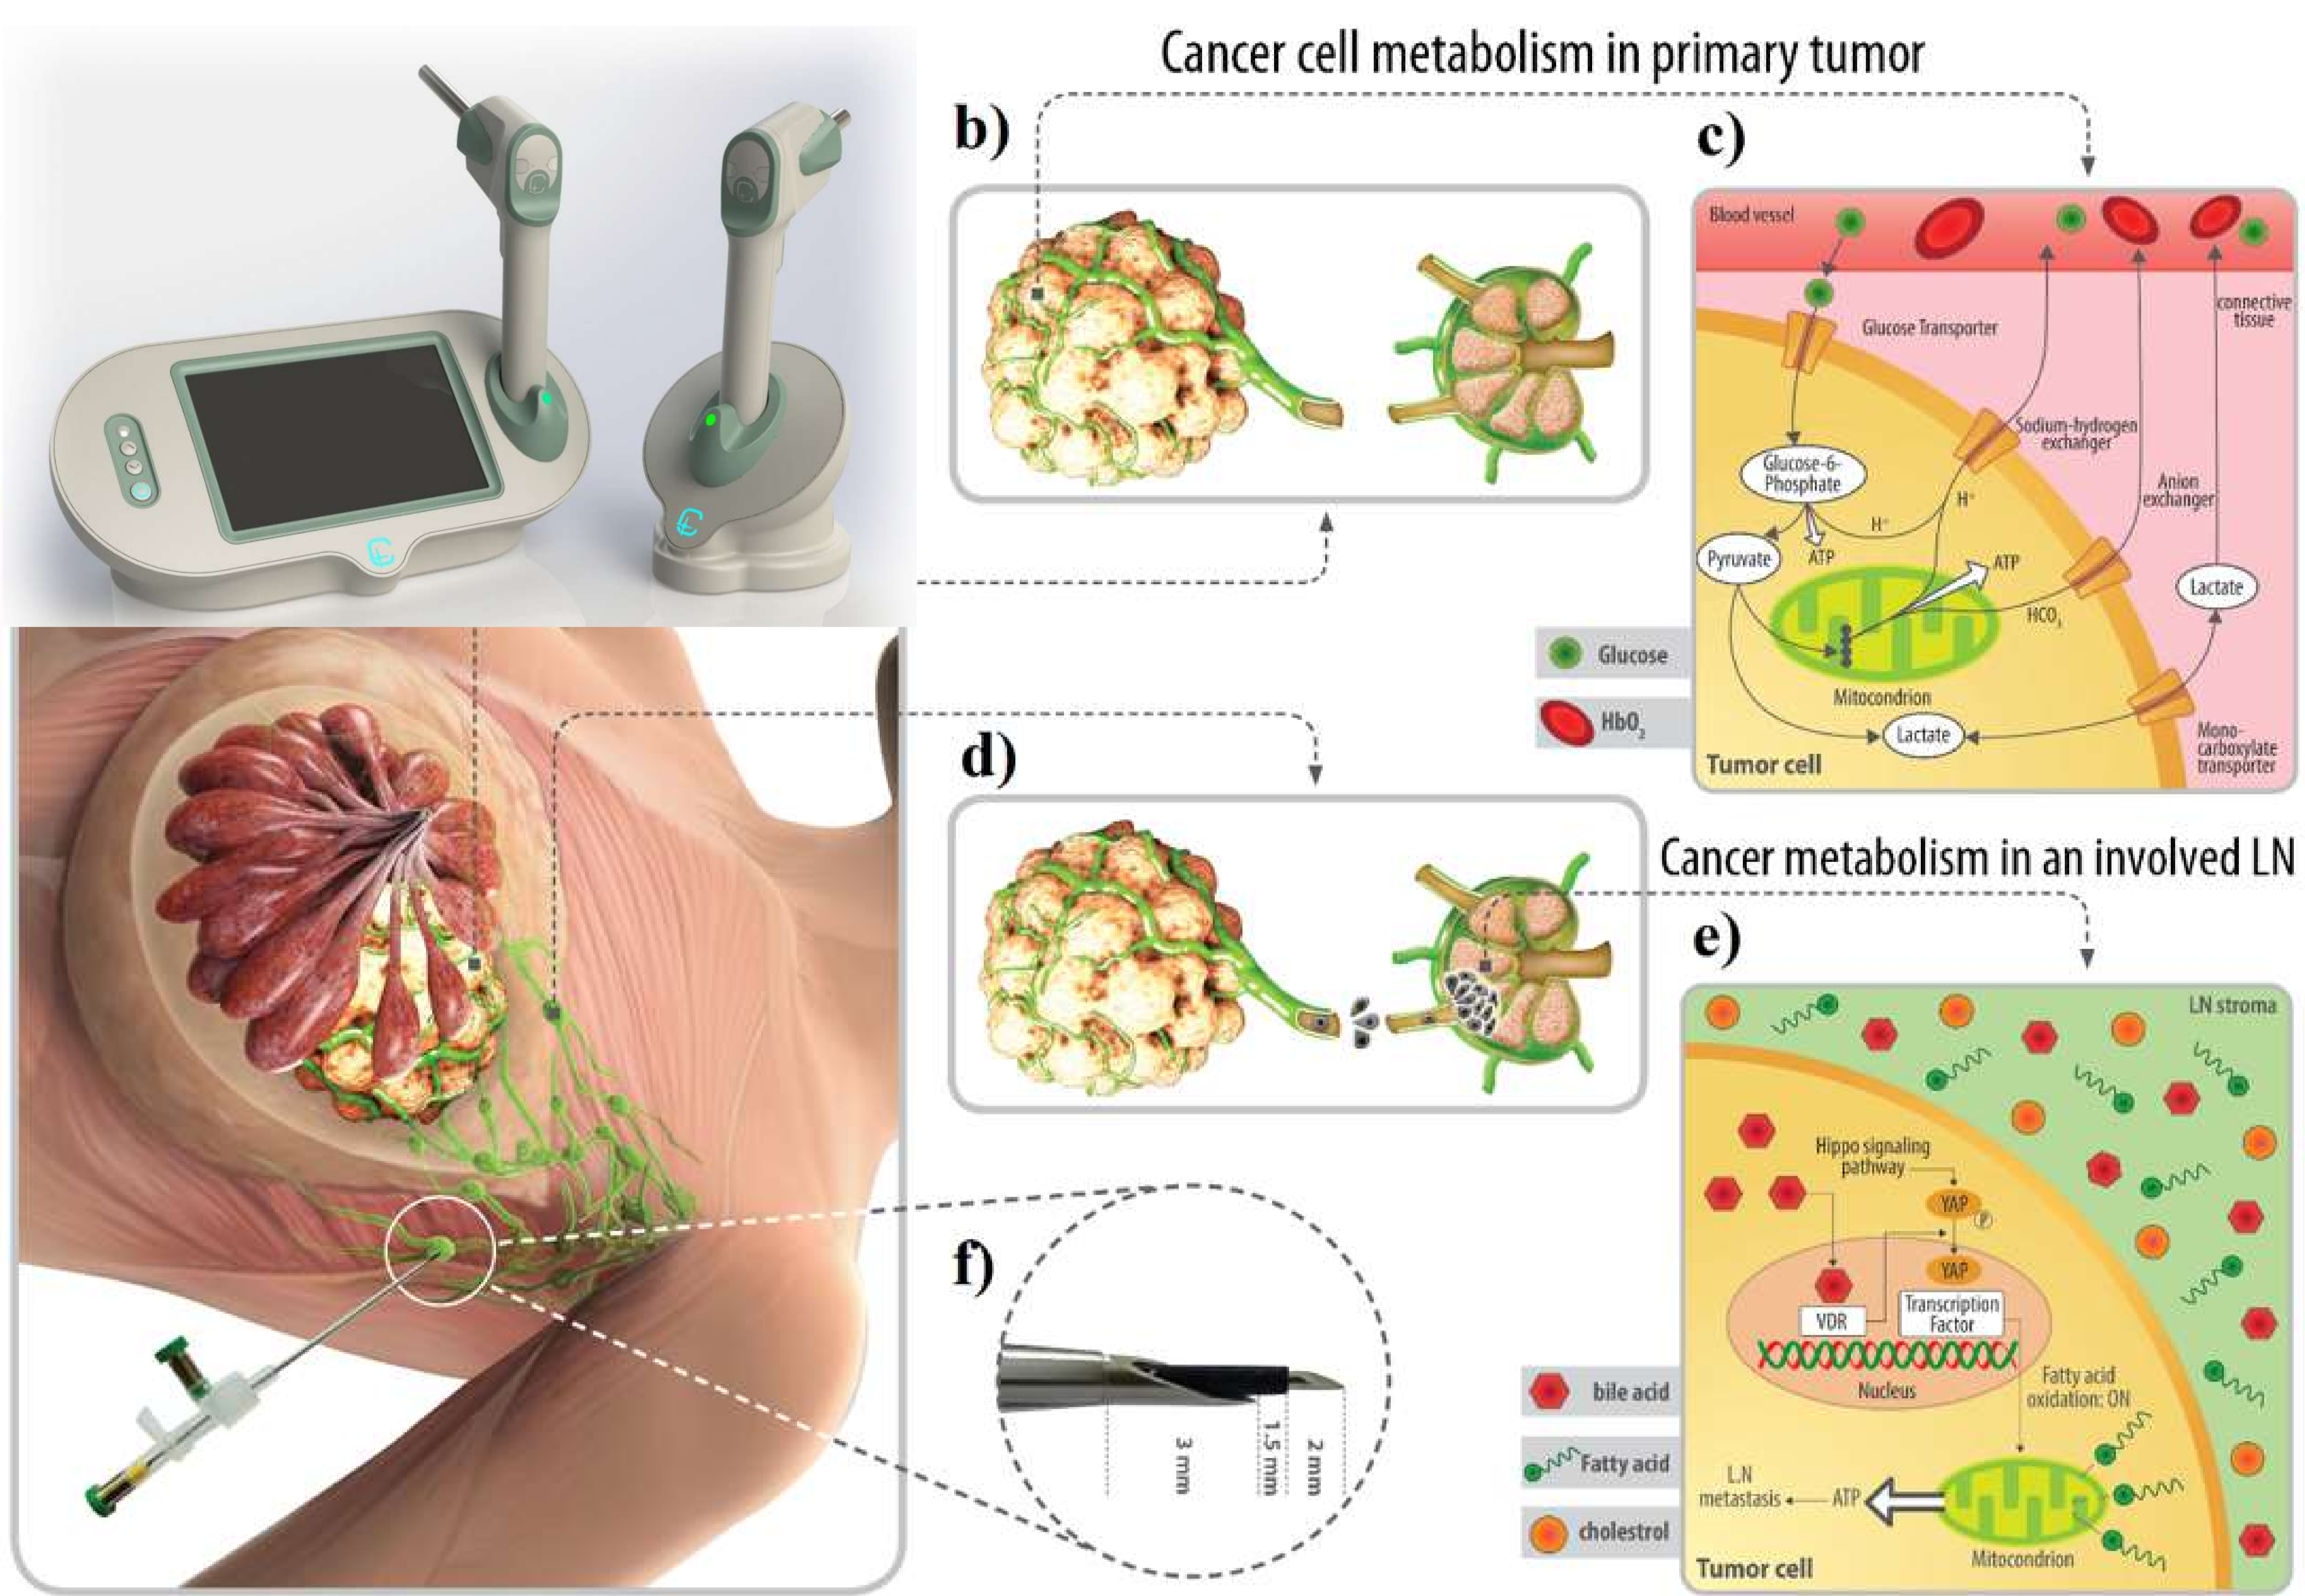 Cancer cell metabolism in primary tumor
b)
c)
Blood vessel
connective
tissue
Glucose Transporter
Sodium-hydrogen
exchanger
Glucose-6-
Phosphate
H⁺
H⁺
Anion
exchanger
Pyruvate
ATP
ATP
HCO₃
Lactate
Glucose
HbO₂
Mitocondrion
Lactate
Mono-
carboxylate
transporter
Tumor cell
d)
Cancer metabolism in an involved LN
e)
LN stroma
Hippo signaling
pathway
YAP
P
YAP
VDR
Transcription
Factor
Nucleus
Fatty acid
oxidation: ON
f)
3 mm
1.5 mm
2 mm
bile acid
Fatty acid
cholestrol
L.N
metastasis
ATP
Mitocondrion
Tumor cell